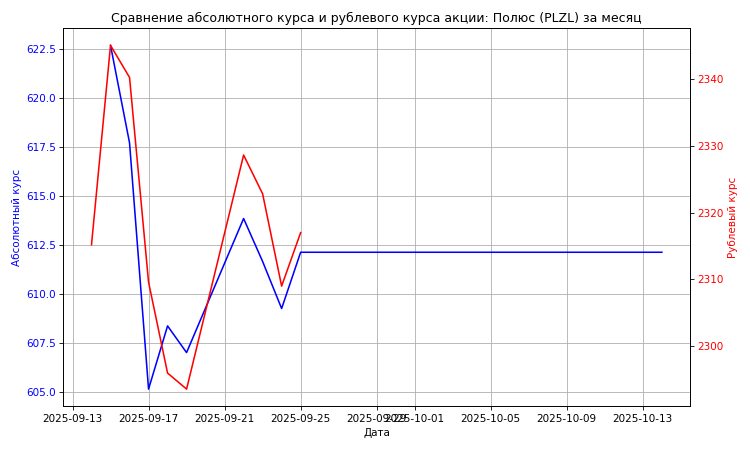 Сравнение абсолютного курса и рублевого курса акции: Полюс (PLZL) за месяц
Абсолютный курс
622.5
620.0
617.5
615.0
612.5
610.0
607.5
605.0
2340
2330
2320
2310
2300
Рублевый курс
2025-09-13 2025-09-17 2025-09-21 2025-09-25 2025-09-29 2025-10-01 2025-10-05 2025-10-09 2025-10-13
Дата